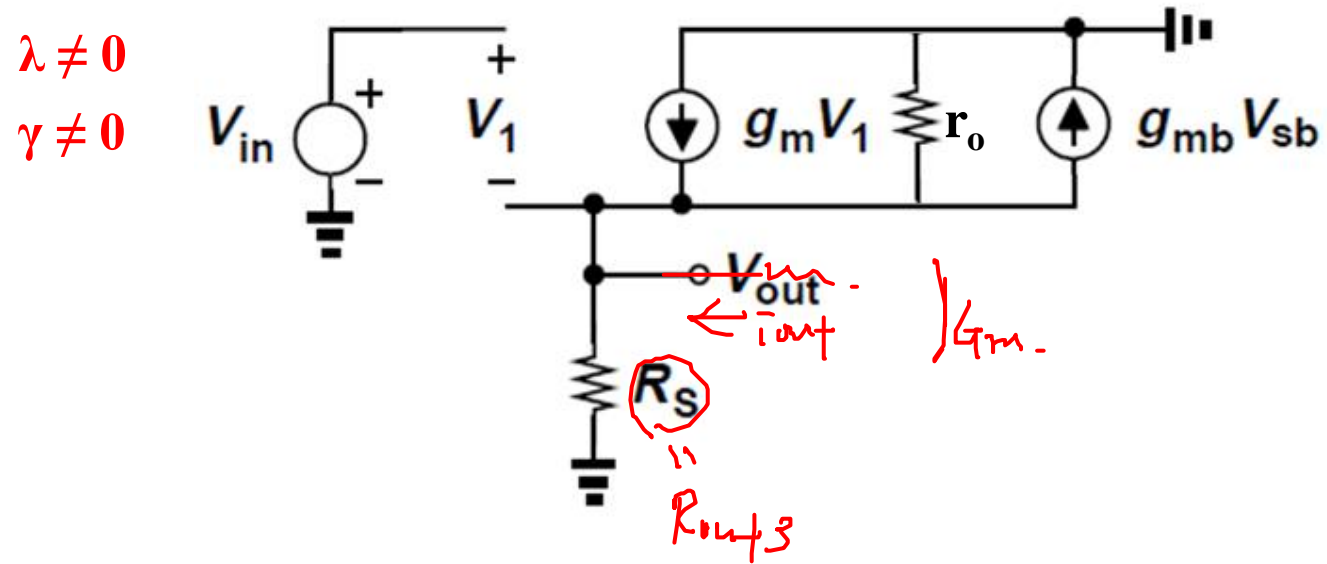 λ ≠ 0
γ ≠ 0
+
+
V₁
−
Vin
−
gmV₁
ro
gmbVsb
Vout
iout
Gm.
RS
"
Rout3